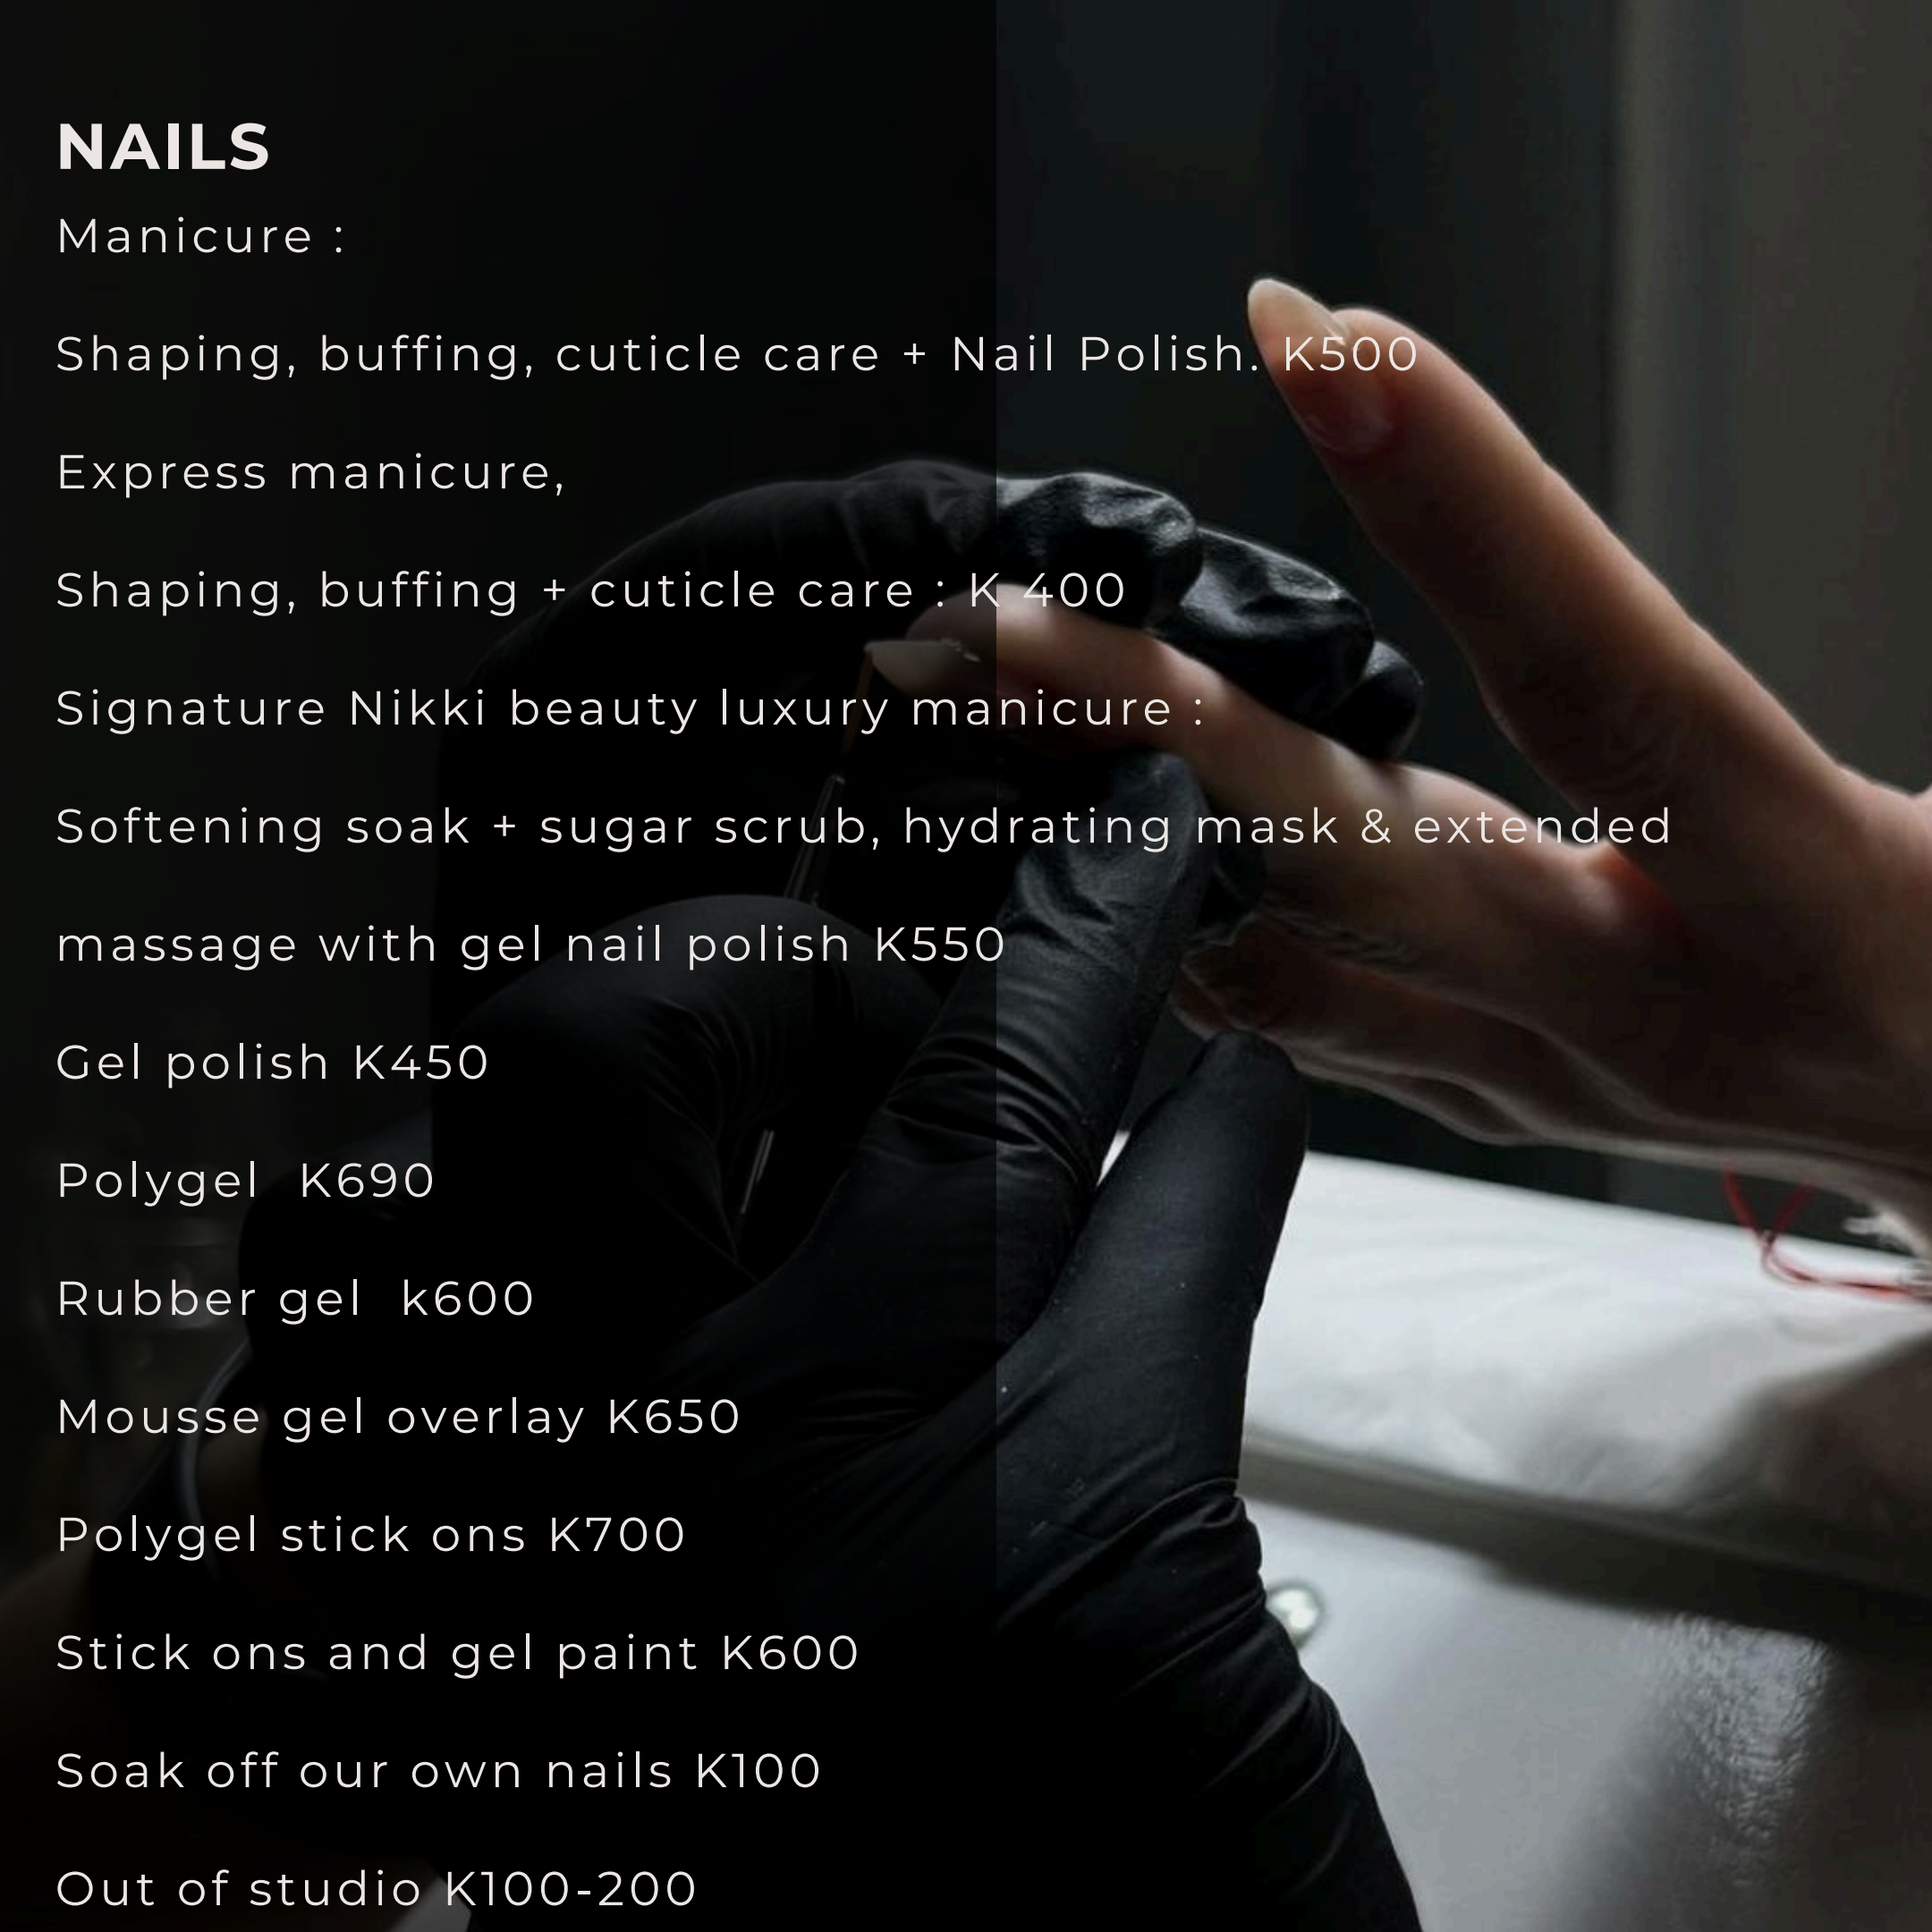 NAILS
Manicure :
Shaping, buffing, cuticle care + Nail Polish. K500
Express manicure,
Shaping, buffing + cuticle care : K 400
Signature Nikki beauty luxury manicure :
Softening soak + sugar scrub, hydrating mask & extended
massage with gel nail polish K550
Gel polish K450
Polygel  K690
Rubber gel  k600
Mousse gel overlay K650
Polygel stick ons K700
Stick ons and gel paint K600
Soak off our own nails K100
Out of studio K100-200